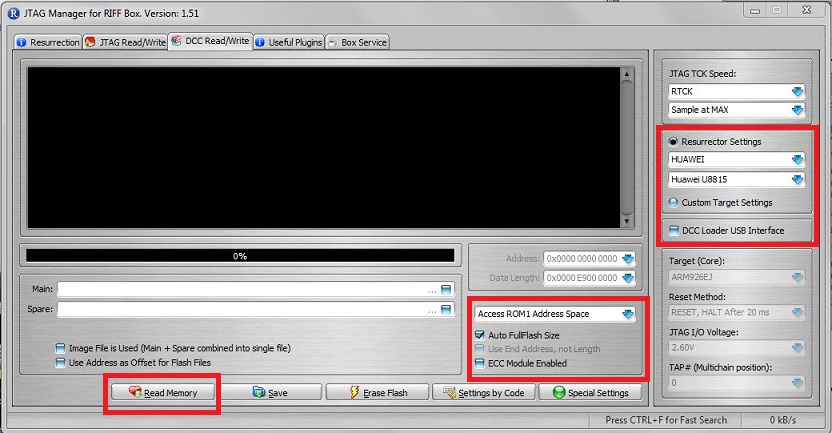 JTAG Manager for RIFF Box. Version: 1.51
Resurrection
JTAG Read/Write
DCC Read/Write
Useful Plugins
Box Service
JTAG TCK Speed:
RTCK
Sample at MAX
Resurrector Settings
HUAWEI
Huawei U8815
Custom Target Settings
DCC Loader USB Interface
0%
Address: 0x0000 0000 0000
Data Length: 0x0000 E900 0000
Target (Core):
ARM926EJ
Reset Method:
RESET, HALT After 20 ms
JTAG I/O Voltage:
2.60V
TAP# (Multichain position):
0
Main: ...
Spare: ...
Access ROM1 Address Space
Auto FullFlash Size
Use End Address, not Length
ECC Module Enabled
Image File is Used (Main + Spare combined into single file)
Use Address as Offset for Flash Files
Read Memory
Save
Erase Flash
Settings by Code
Special Settings
Press CTRL+F for Fast Search
0 kB/s